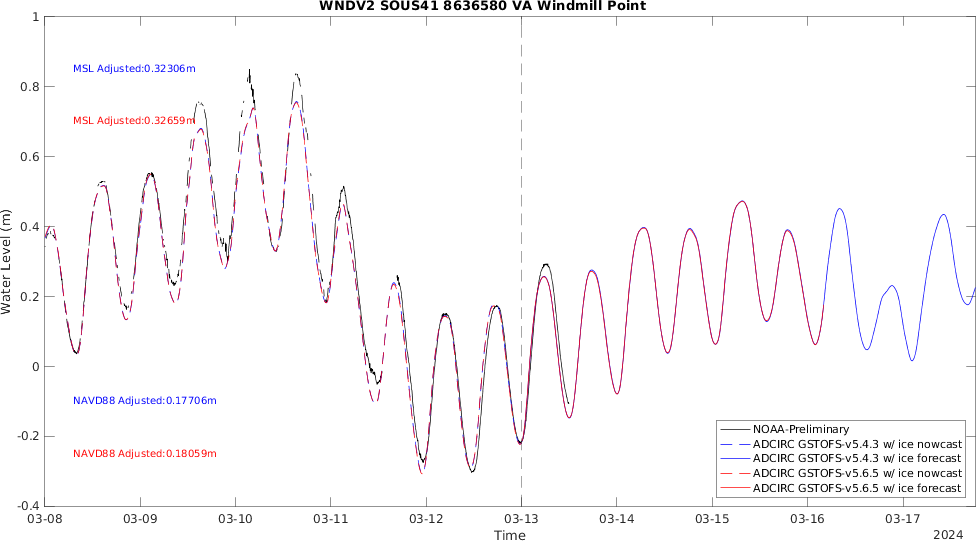 WNDV2 SOUS41 8636580 VA Windmill Point
1
0.8
0.6
0.4
0.2
0
-0.2
-0.4
Water Level (m)
MSL Adjusted:0.32306m
MSL Adjusted:0.32659m
NAVD88 Adjusted:0.17706m
NAVD88 Adjusted:0.18059m
NOAA-Preliminary
ADCIRC GSTOFS-v5.4.3 w/ ice nowcast
ADCIRC GSTOFS-v5.4.3 w/ ice forecast
ADCIRC GSTOFS-v5.6.5 w/ ice nowcast
ADCIRC GSTOFS-v5.6.5 w/ ice forecast
03-08 03-09 03-10 03-11 03-12 03-13 03-14 03-15 03-16 03-17
Time
2024